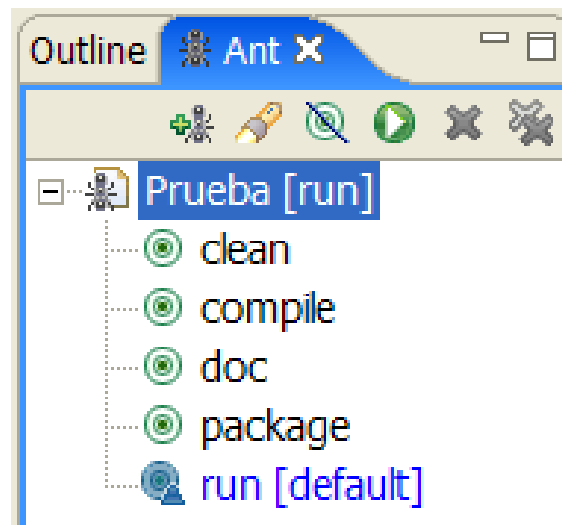 Outline Ant
Prueba [run]
clean
compile
doc
package
run [default]